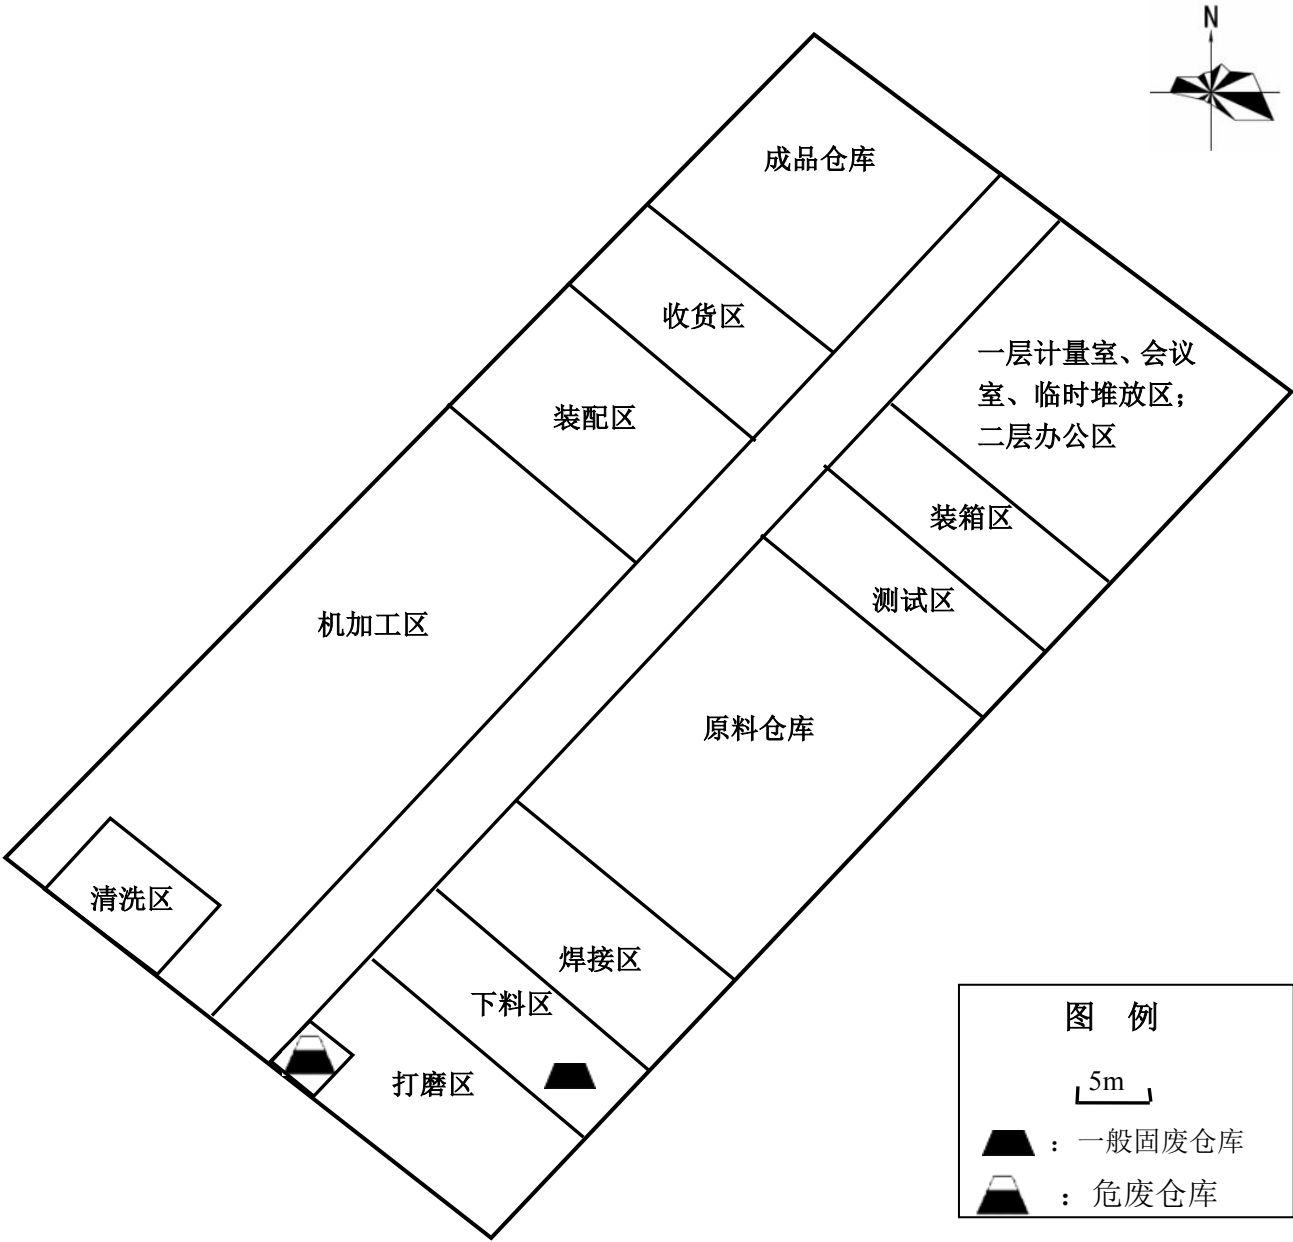 N
成品仓库
收货区
一层计量室、会议
室、临时堆放区；
二层办公区
装配区
装箱区
测试区
机加工区
原料仓库
清洗区
焊接区
下料区
打磨区
图 例
5m
：一般固废仓库
：危废仓库